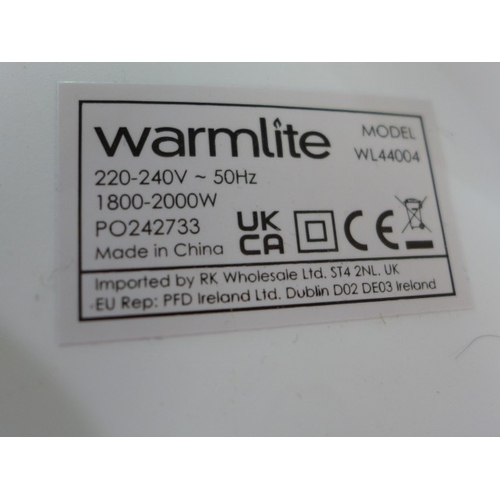 warmlite
MODEL
WL44004
220-240V ~ 50Hz
1800-2000W
PO242733
Made in China
UK
CA
CE
Imported by RK Wholesale Ltd. ST4 2NL. UK
EU Rep: PFD Ireland Ltd. Dublin D02 DE03 Ireland